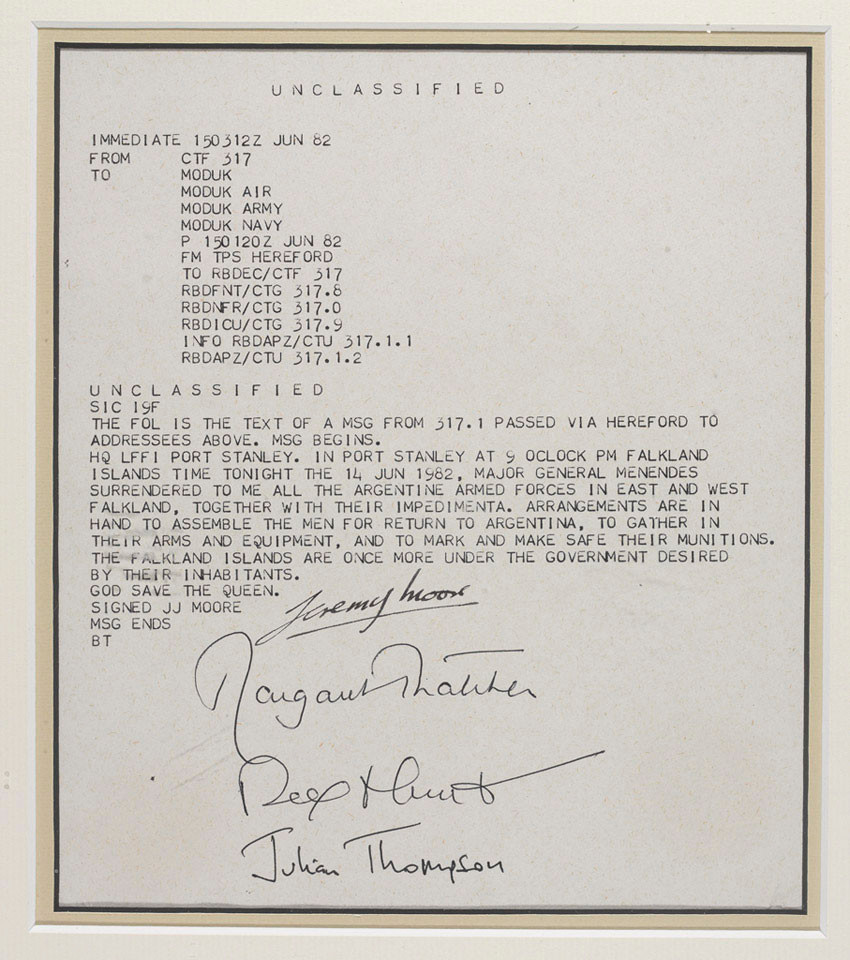 UNCLASSIFIED
IMMEDIATE 150312Z JUN 82
FROM CTF 317
TO MODUK
MODUK AIR
MODUK ARMY
MODUK NAVY
P 150120Z JUN 82
FM TPS HEREFORD
TO RBDEC/CTF 317
RBDFNT/CTG 317.8
RBDNFR/CTG 317.0
RBDICU/CTG 317.9
INFO RBDAPZ/CTU 317.1.1
RBDAPZ/CTU 317.1.2
UNCLASSIFIED
SIC 19F
THE FOL IS THE TEXT OF A MSG FROM 317.1 PASSED VIA HEREFORD TO
ADDRESSEES ABOVE. MSG BEGINS.
HQ LFFI PORT STANLEY. IN PORT STANLEY AT 9 OCLOCK PM FALKLAND
ISLANDS TIME TONIGHT THE 14 JUN 1982, MAJOR GENERAL MENENDES
SURRENDERED TO ME ALL THE ARGENTINE ARMED FORCES IN EAST AND WEST
FALKLAND, TOGETHER WITH THEIR IMPEDIMENTA. ARRANGEMENTS ARE IN
HAND TO ASSEMBLE THE MEN FOR RETURN TO ARGENTINA, TO GATHER IN
THEIR ARMS AND EQUIPMENT, AND TO MARK AND MAKE SAFE THEIR MUNITIONS.
THE FALKLAND ISLANDS ARE ONCE MORE UNDER THE GOVERNMENT DESIRED
BY THEIR INHABITANTS.
GOD SAVE THE QUEEN.
SIGNED JJ MOORE Jeremy Moore
MSG ENDS
BT
Margaret Thatcher
Rex Hunt
Julian Thompson